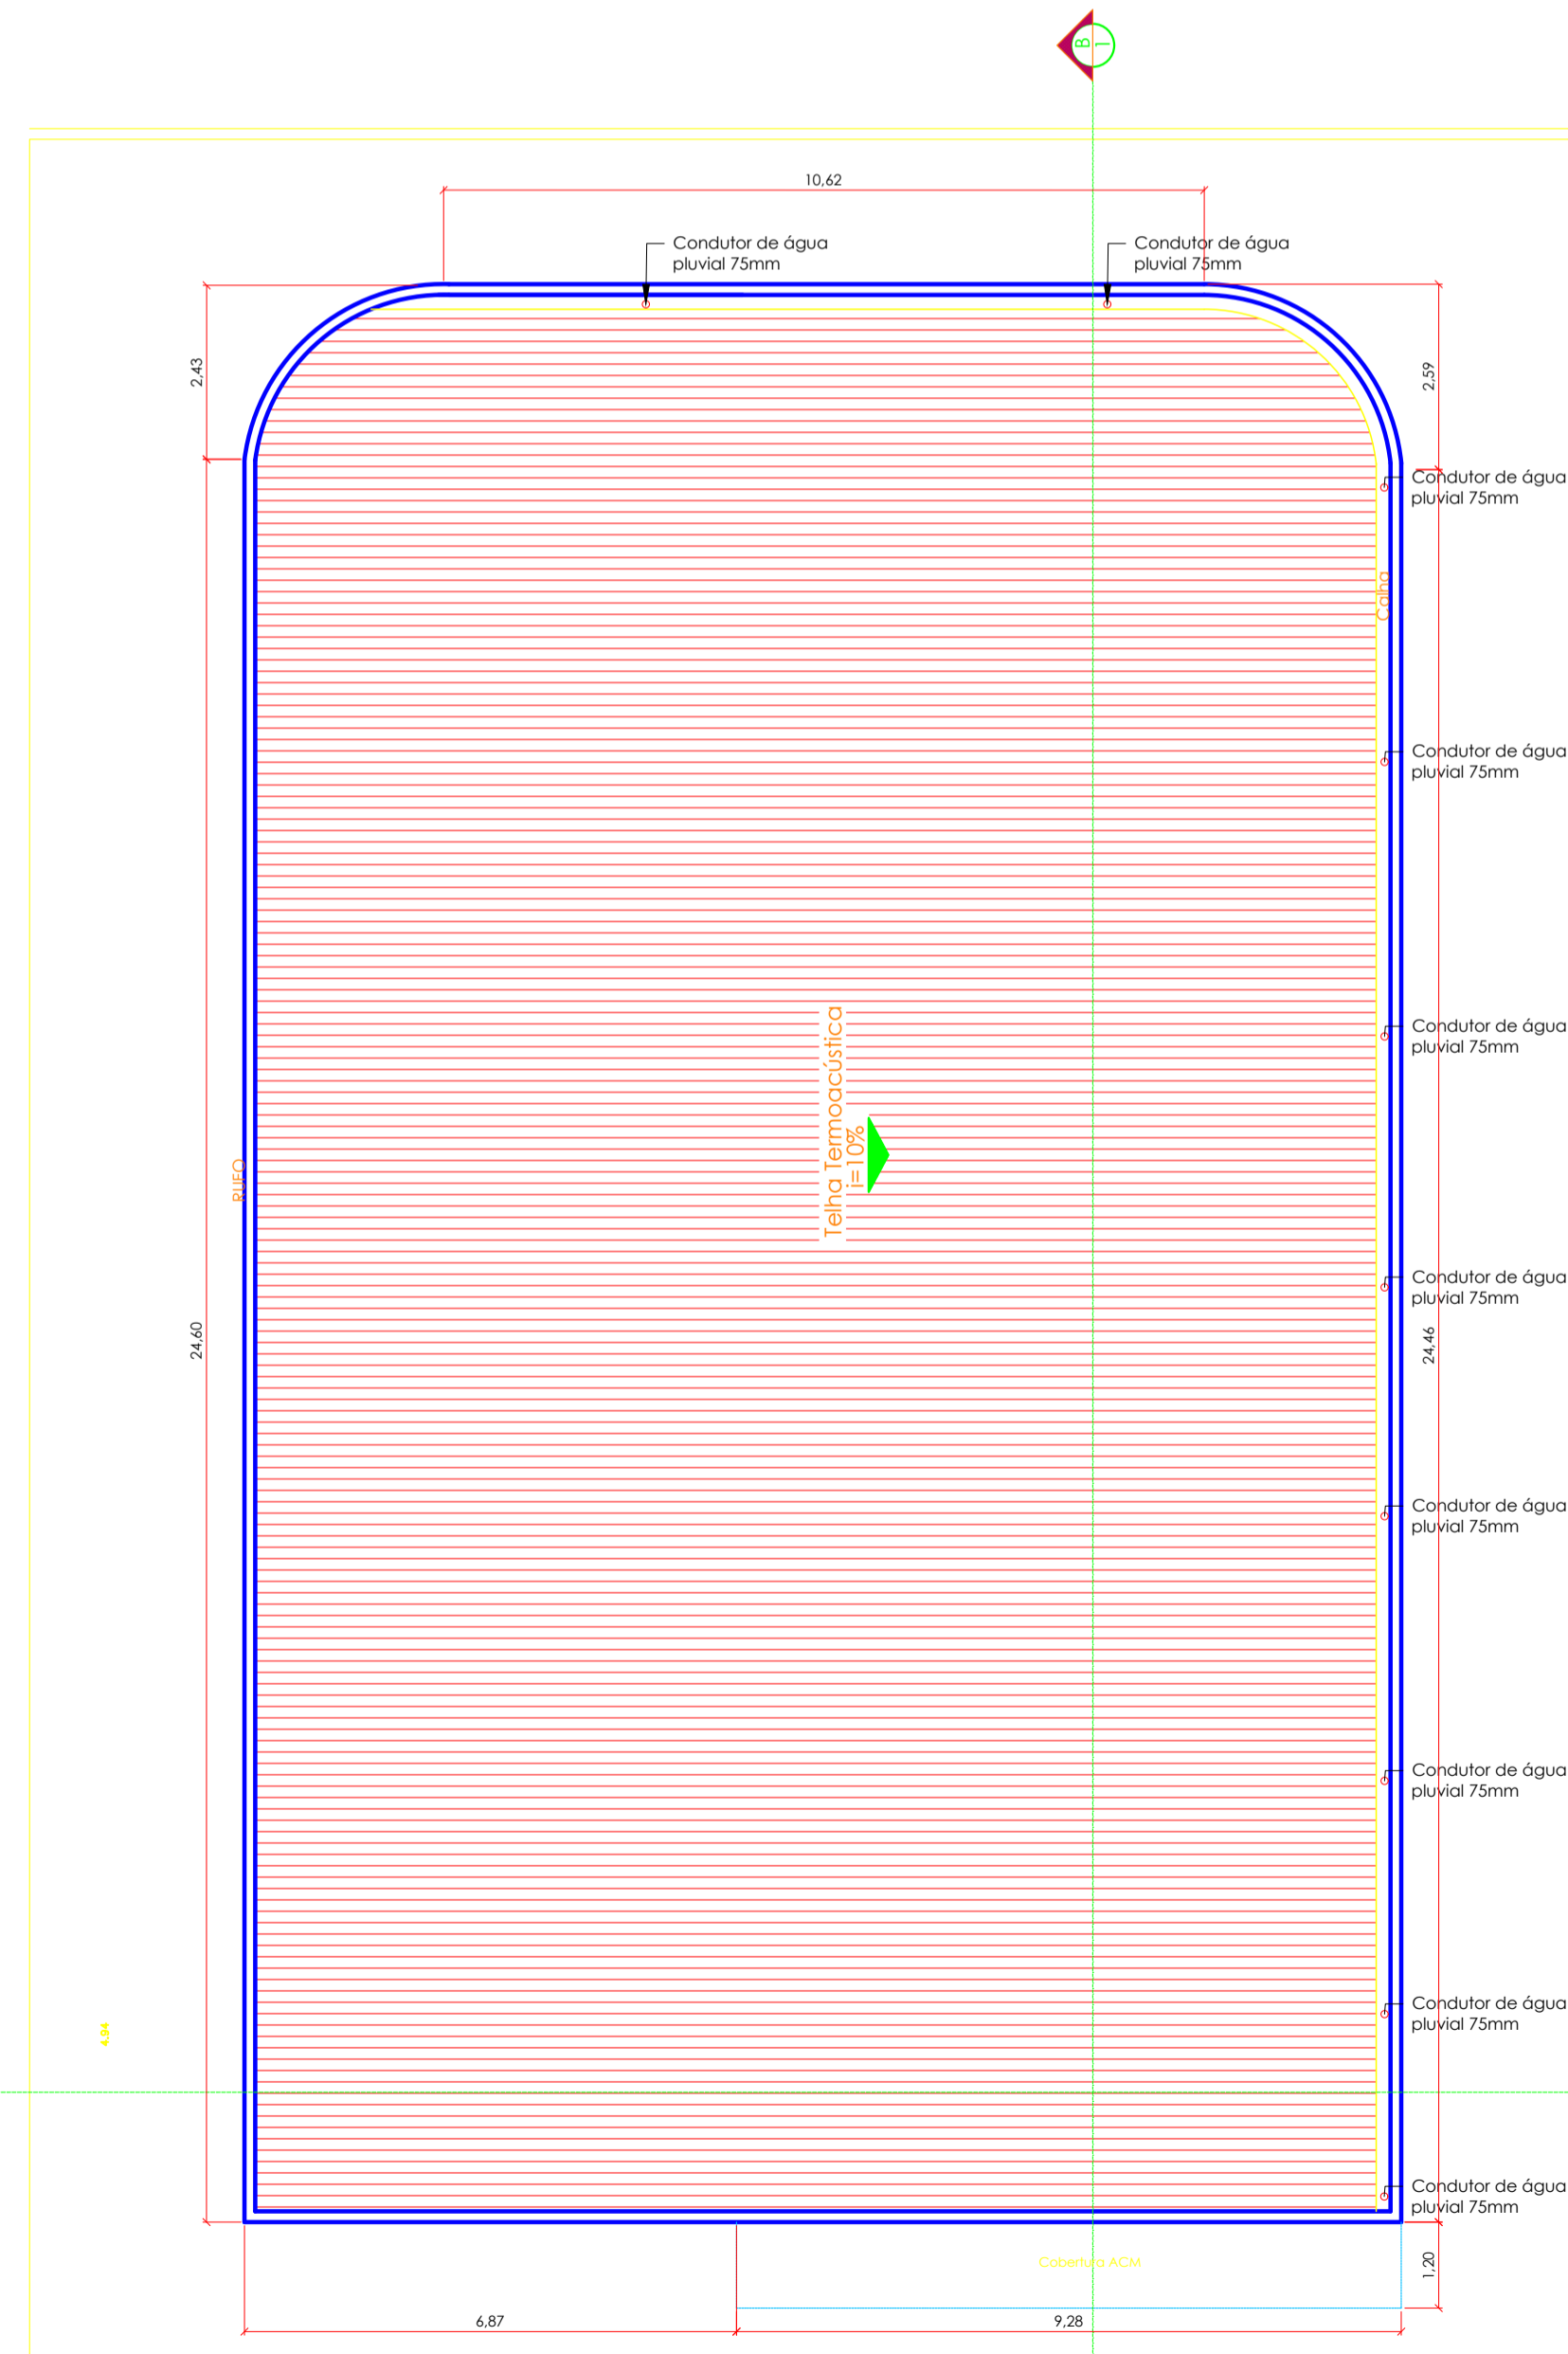 B
1
10,62
Condutor de água
pluvial 75mm
Condutor de água
pluvial 75mm
2,43
2,59
Condutor de água
pluvial 75mm
Calha
Condutor de água
pluvial 75mm
Condutor de água
pluvial 75mm
Telha Termoacústica
i=10%
RUFO
Condutor de água
pluvial 75mm
24,60
24,46
Condutor de água
pluvial 75mm
Condutor de água
pluvial 75mm
Condutor de água
pluvial 75mm
4,94
Condutor de água
pluvial 75mm
Cobertura ACM
1,20
6,87
9,28